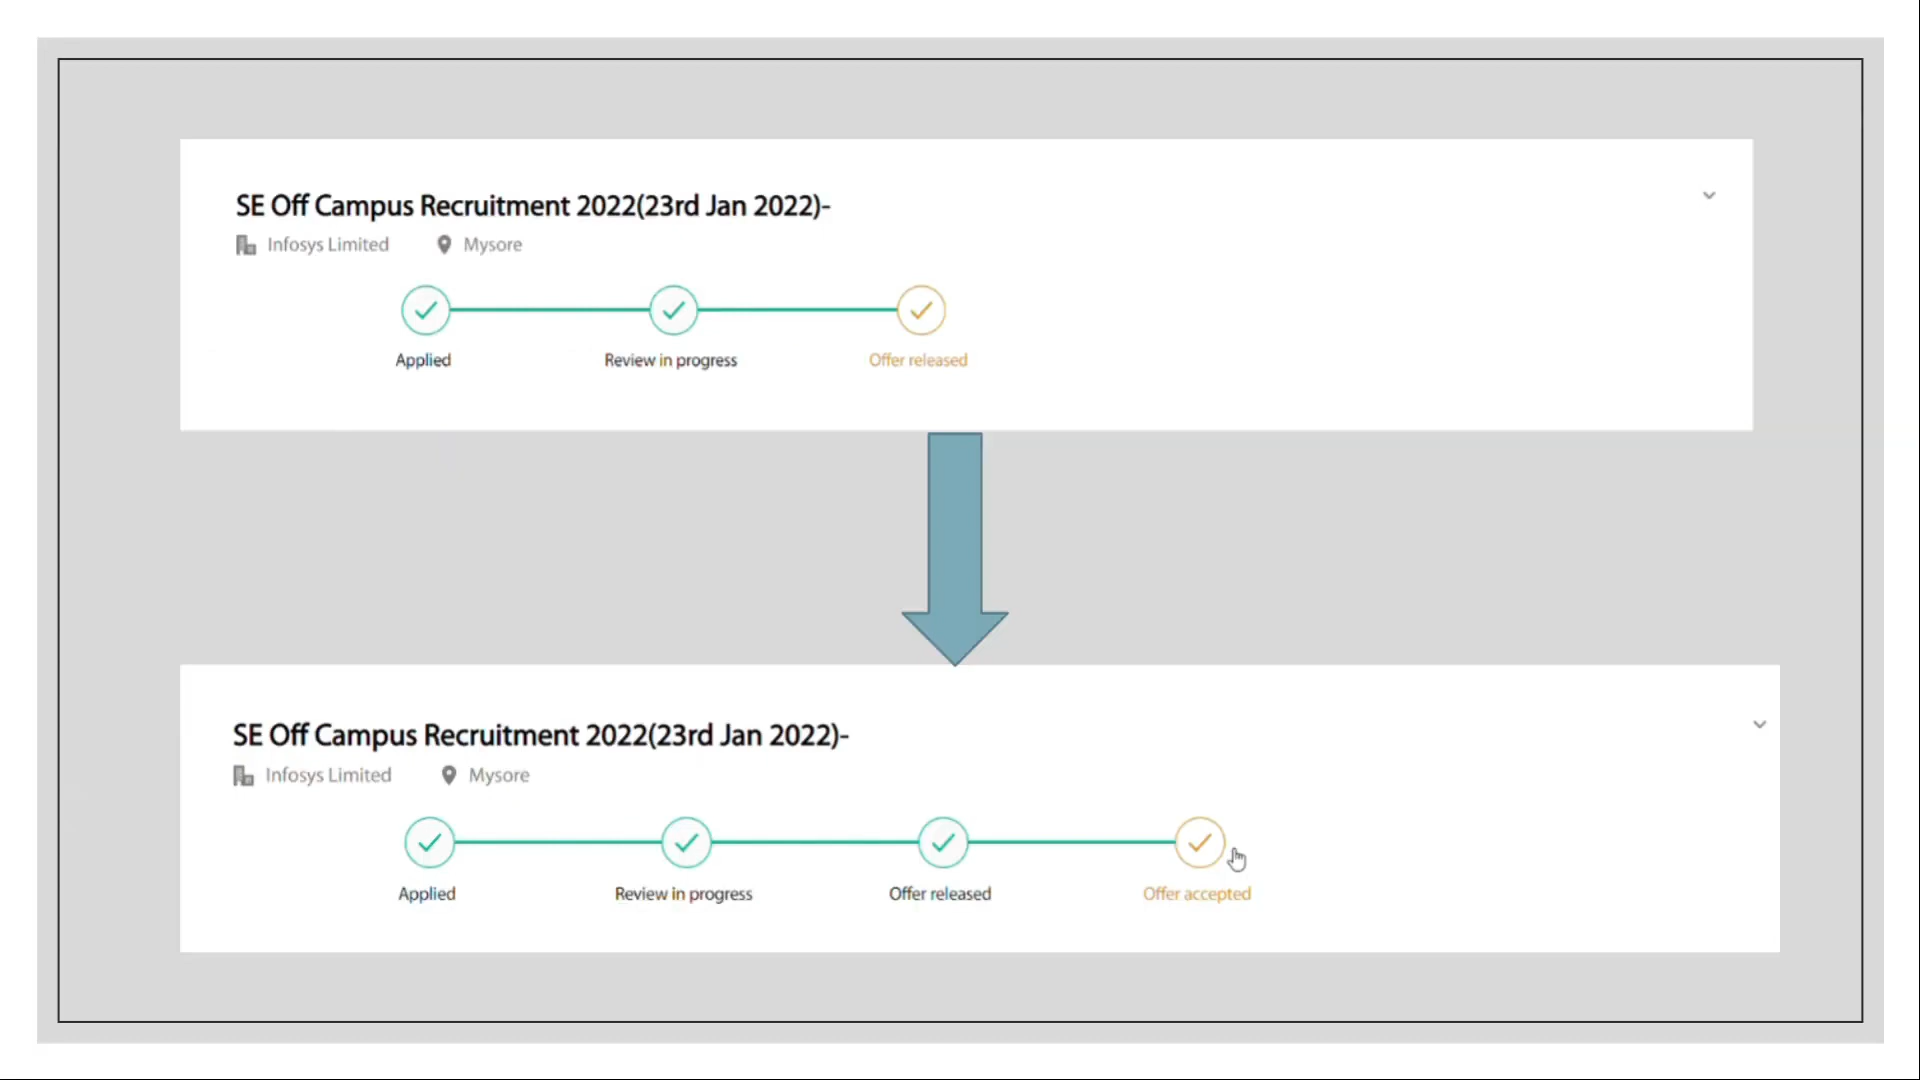 SE Off Campus Recruitment 2022(23rd Jan 2022)-
Infosys Limited Mysore
Applied Review in progress Offer released
SE Off Campus Recruitment 2022(23rd Jan 2022)-
Infosys Limited Mysore
Applied Review in progress Offer released Offer accepted